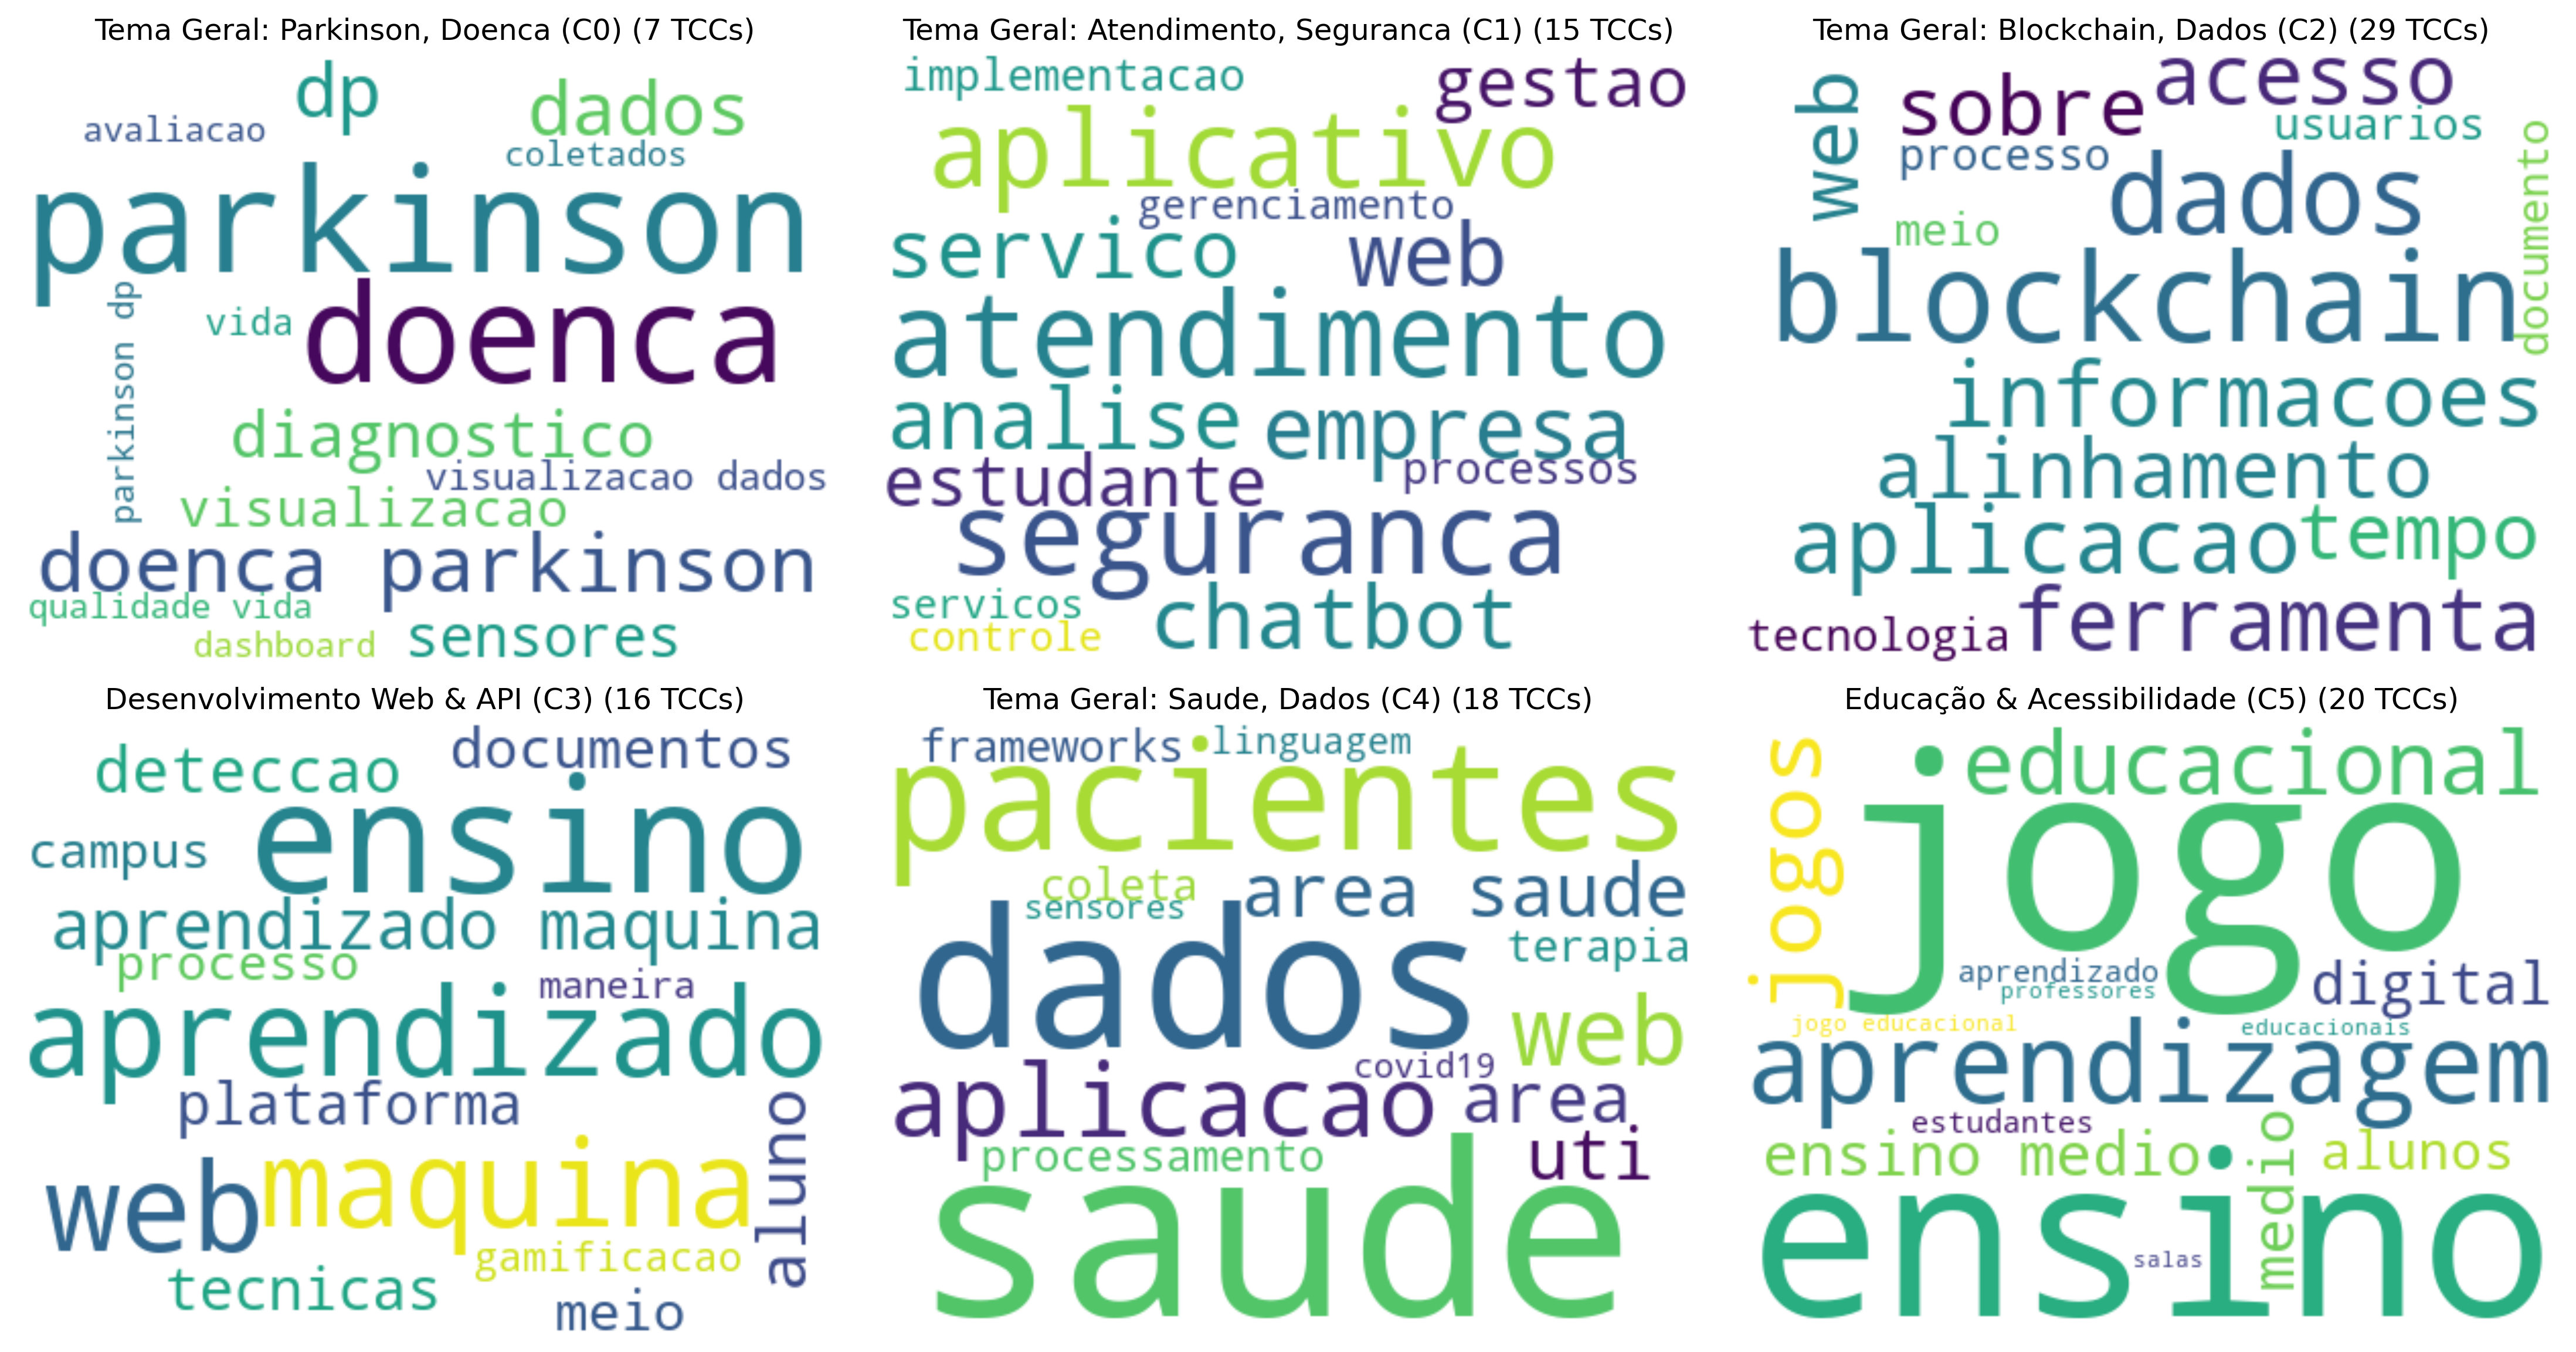 Tema Geral: Parkinson, Doenca (C0) (7 TCCs)
dp
dados
avaliacao
coletados
parkinson
parkinson dp
vida
doenca
diagnostico
visualizacao dados
visualizacao
doenca parkinson
qualidade vida
dashboard
sensores
Tema Geral: Atendimento, Seguranca (C1) (15 TCCs)
implementacao
gestao
aplicativo
gerenciamento
servico
web
atendimento
analise
empresa
processos
estudante
seguranca
servicos
controle
chatbot
Tema Geral: Blockchain, Dados (C2) (29 TCCs)
web
sobre
acesso
usuarios
processo
documento
dados
meio
blockchain
informacoes
alinhamento
aplicacao
tempo
tecnologia
ferramenta
Desenvolvimento Web & API (C3) (16 TCCs)
deteccao
documentos
campus
ensino
aprendizado maquina
processo
maneira
aprendizado
plataforma
aluno
web
maquina
gamificacao
tecnicas
meio
Tema Geral: Saude, Dados (C4) (18 TCCs)
frameworks
linguagem
pacientes
coleta
sensores
area saude
terapia
dados
web
covid19
aplicacao
area
processamento
uti
saude
Educação & Acessibilidade (C5) (20 TCCs)
jogos
educacional
jogo
aprendizado
professores
digital
jogo educacional
educacionais
aprendizagem
estudantes
ensino medio
medio
alunos
salas
ensino